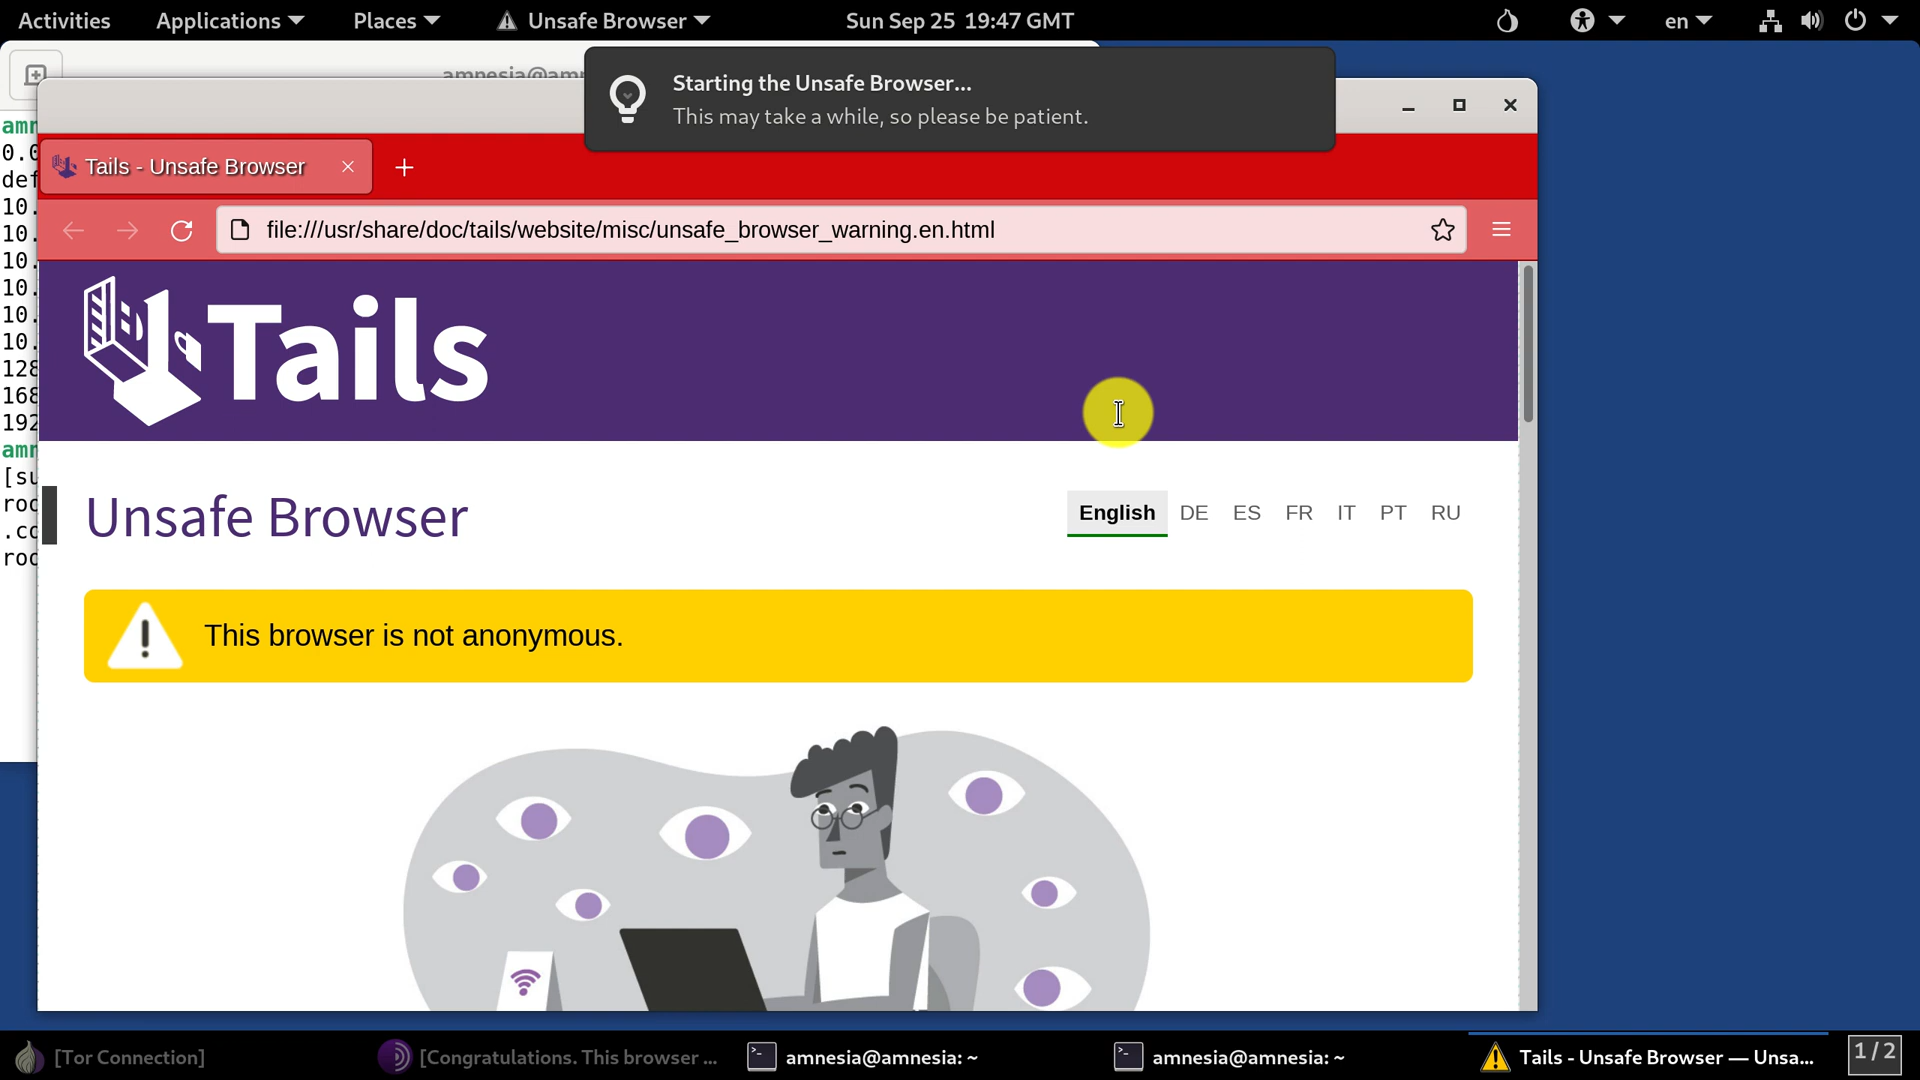 Activities Applications Places Unsafe Browser Sun Sep 25 19:47 GMT en
Starting the Unsafe Browser...
This may take a while, so please be patient.
Tails - Unsafe Browser
file:///usr/share/doc/tails/website/misc/unsafe_browser_warning.en.html
Tails
Unsafe Browser
English DE ES FR IT PT RU
This browser is not anonymous.
[Tor Connection] [Congratulations. This browser ... amnesia@amnesia: ~ amnesia@amnesia: ~ Tails - Unsafe Browser — Unsa... 1/2